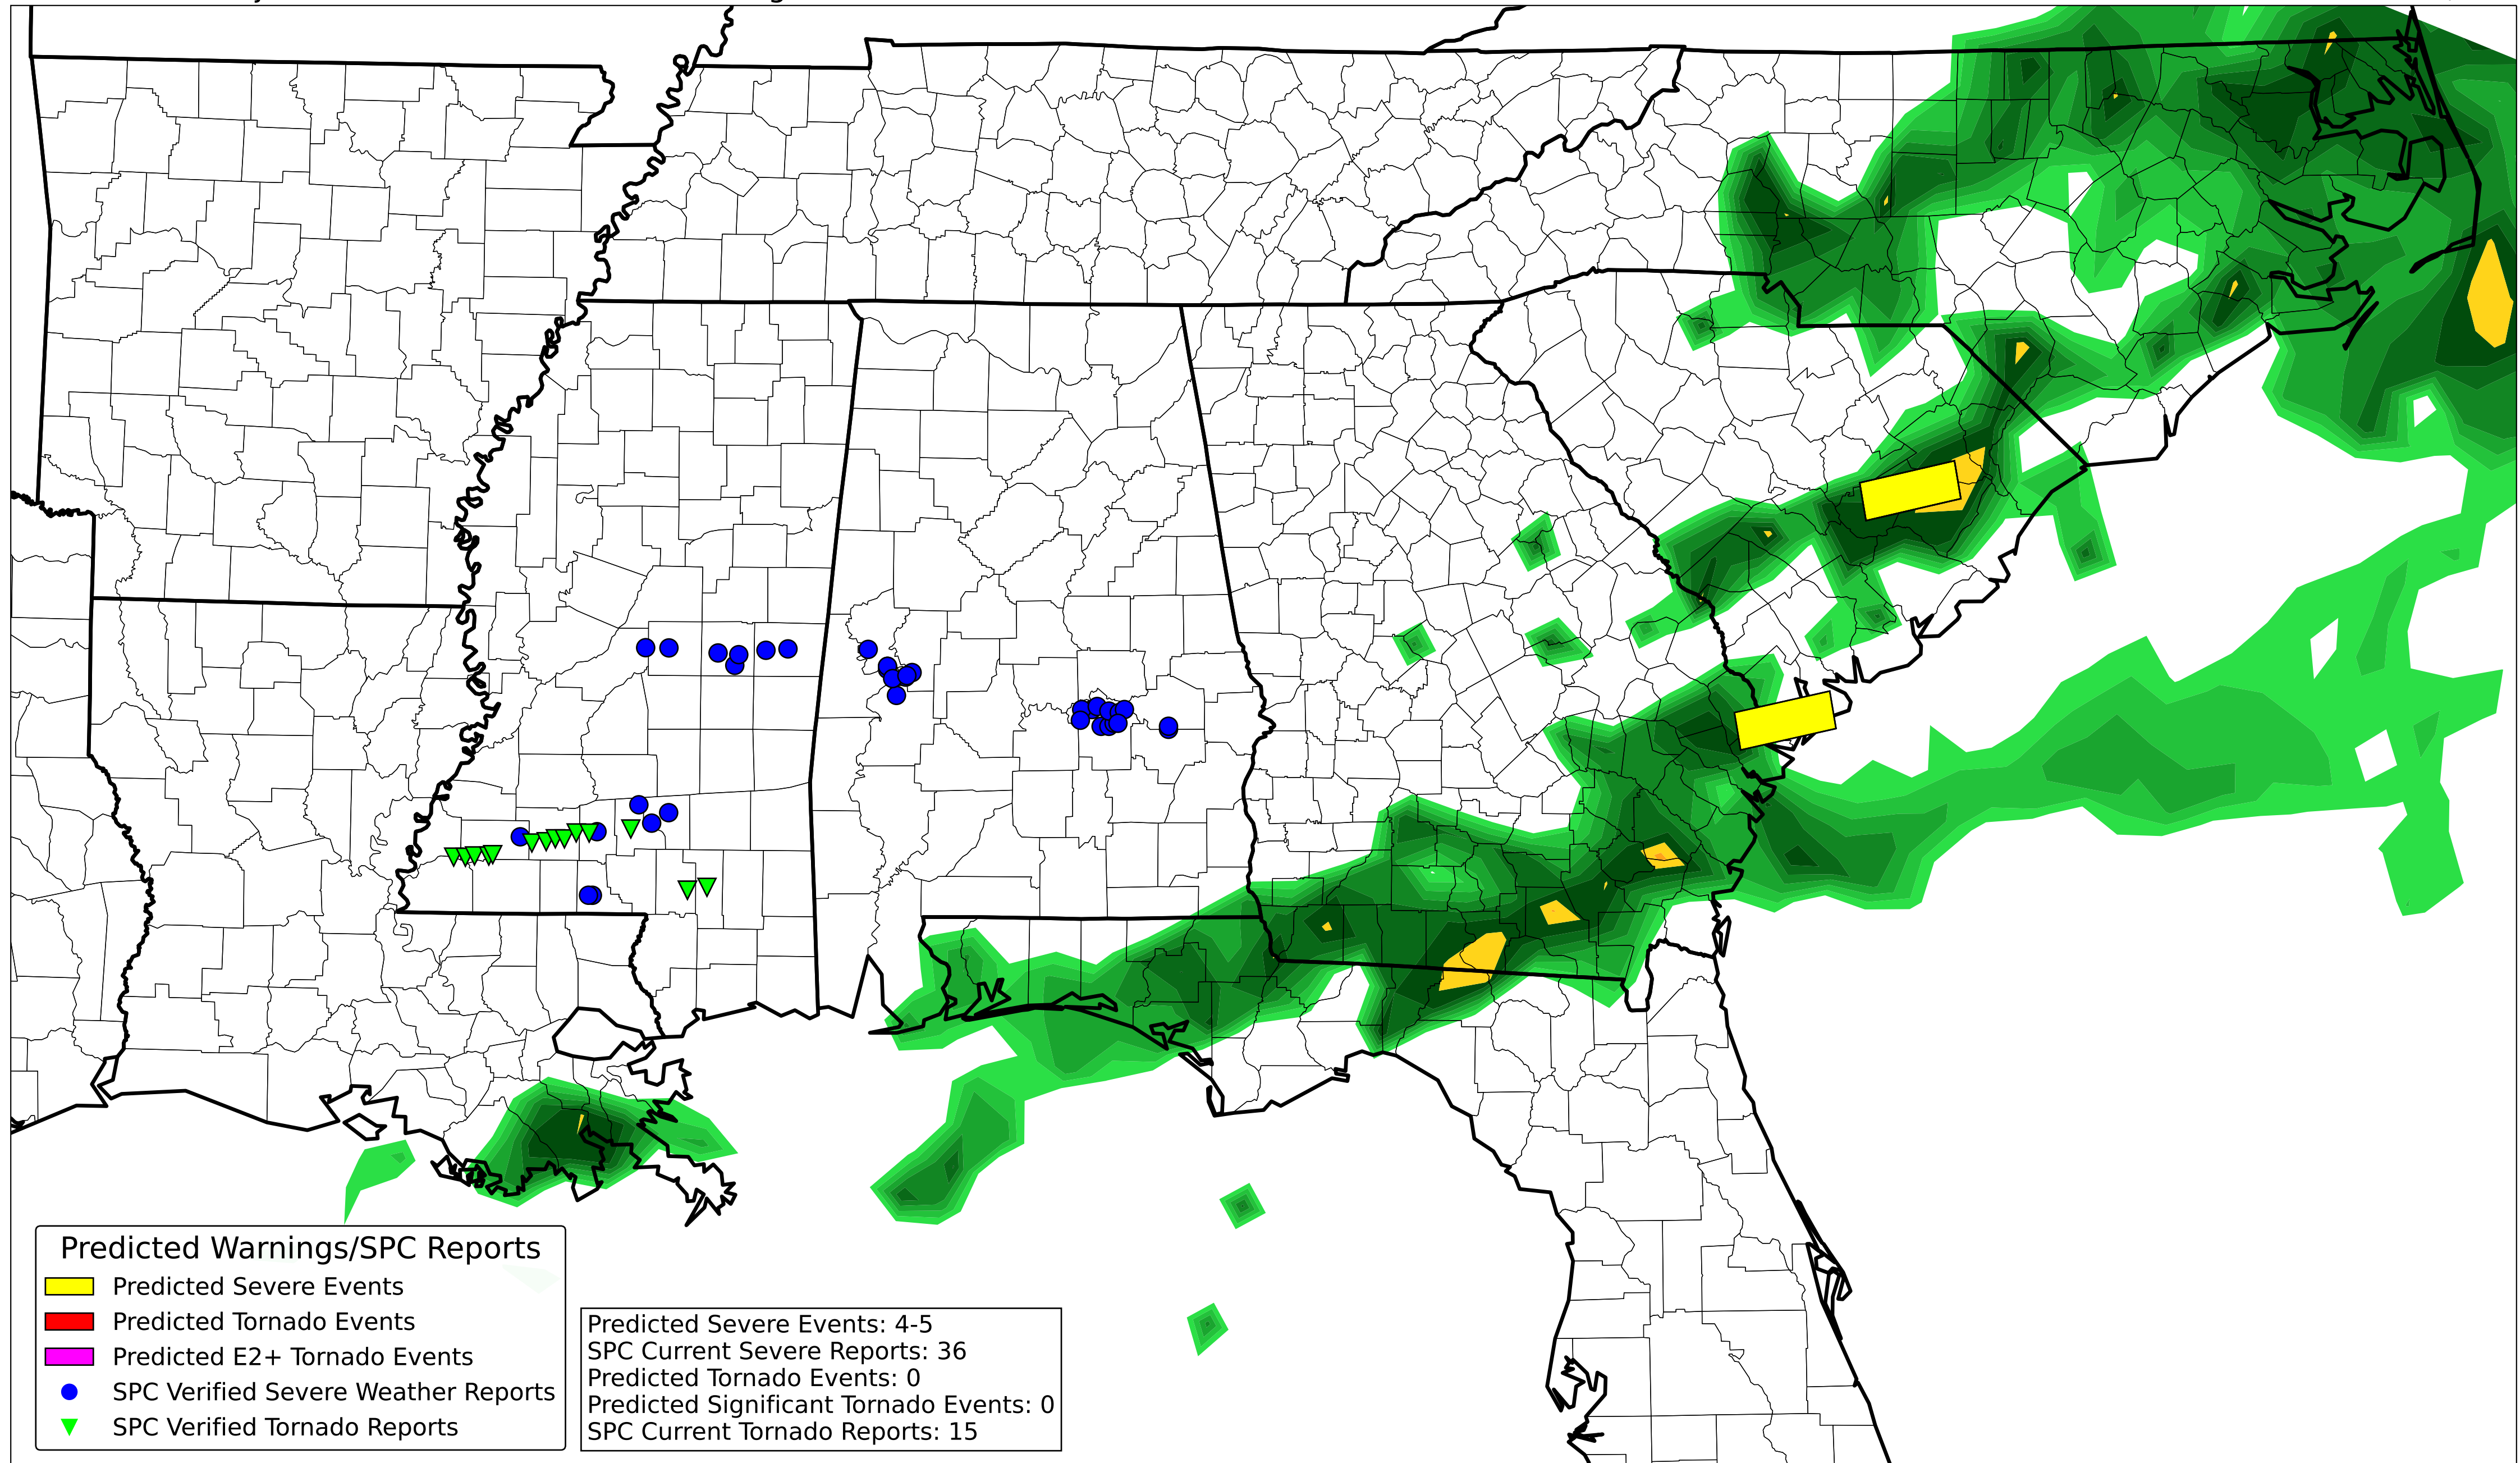 Predicted Warnings/SPC Reports
Predicted Severe Events
Predicted Tornado Events
Predicted E2+ Tornado Events
SPC Verified Severe Weather Reports
SPC Verified Tornado Reports
Predicted Severe Events: 4-5
SPC Current Severe Reports: 36
Predicted Tornado Events: 0
Predicted Significant Tornado Events: 0
SPC Current Tornado Reports: 15